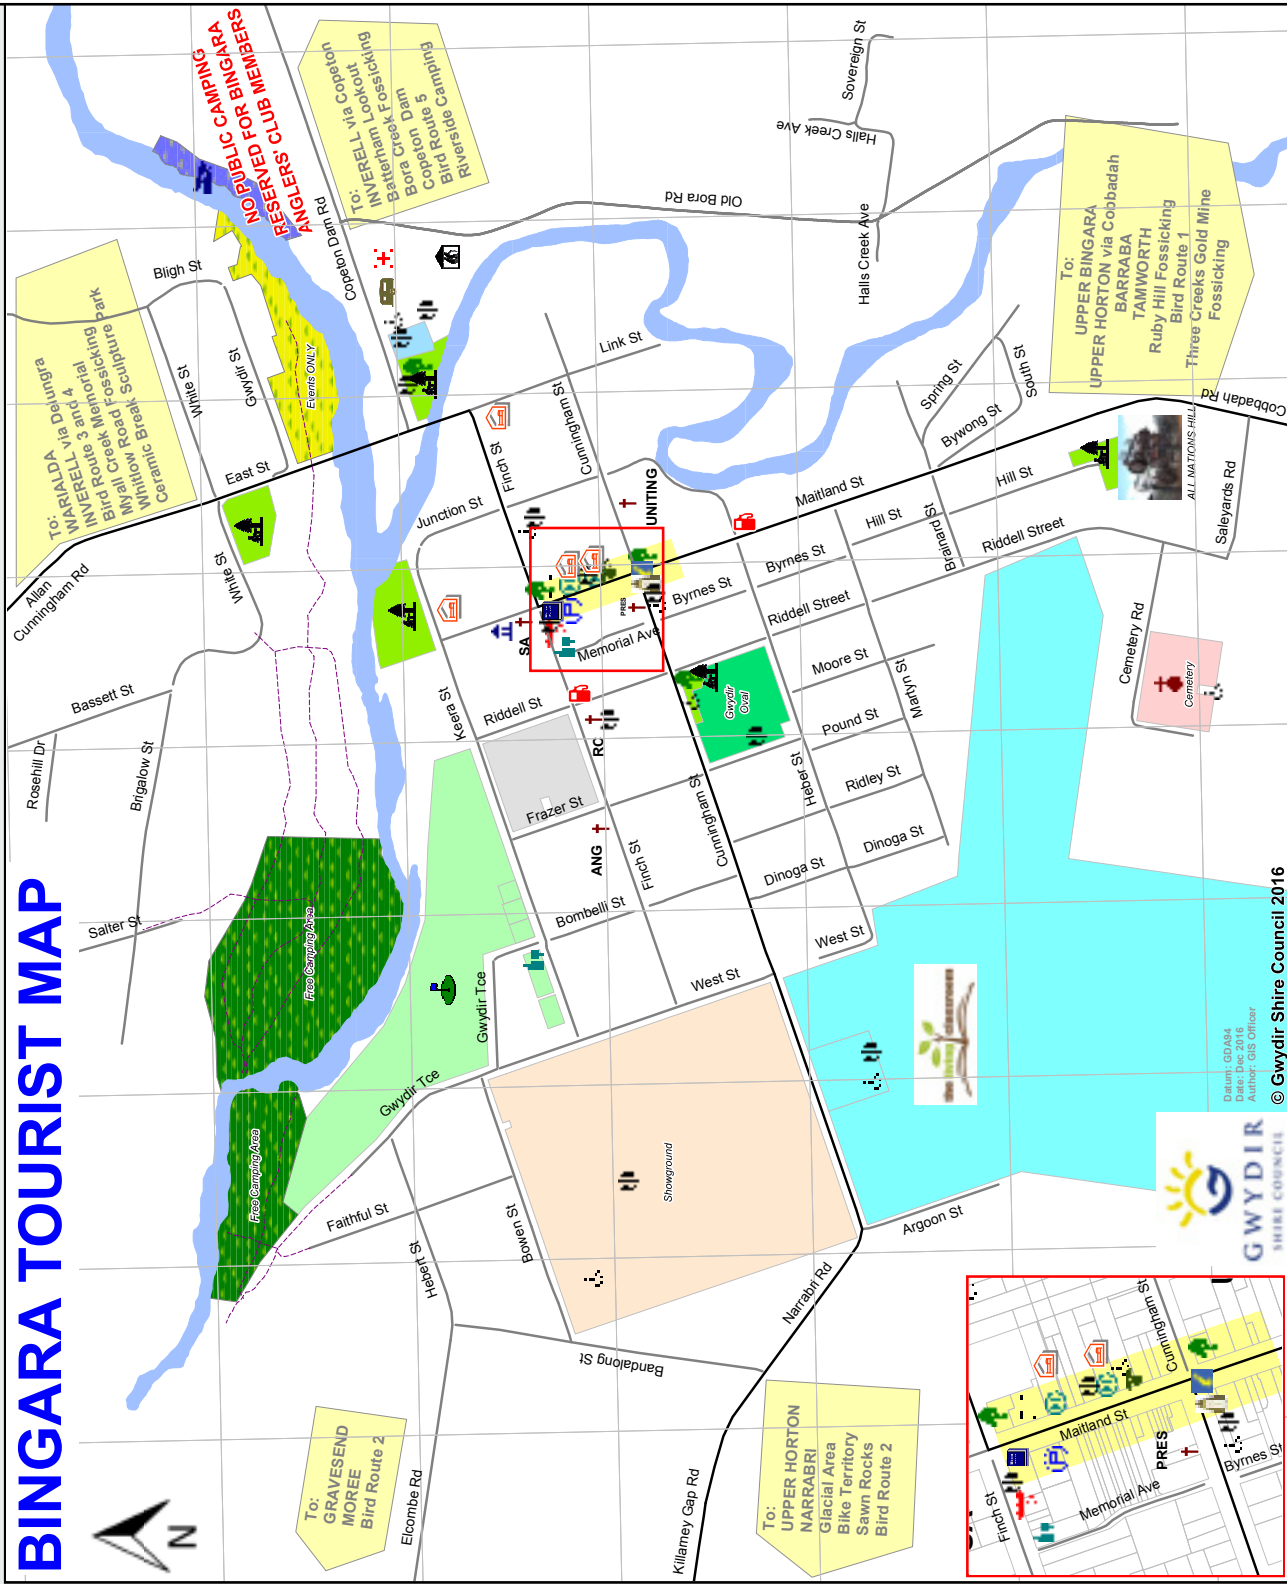 BINGARA TOURIST MAP
N
To:
GRAVESEND
MOREE
Bird Route 2
Elcombe Rd
Killarney Gap Rd
To:
UPPER HORTON
NARRABRI
Glacial Area
Bike Territory
Sawn Rocks
Bird Route 2
Narrabri Rd
Bandalong St
Hebert St
Bowen St
Faithful St
Gwydir Tce
Gwydir Tce
Free Camping Area
Free Camping Area
Showground
Argoon St
Salter St
Brigalow St
Rosehill Dr
Bassett St
White St
Allan
Cunningham Rd
To:
WARIALDA
INVERELL via Delungra
Bird Route 3 and 4
Myall Creek Memorial
Whitlow Road Fossicking
Ceramic Break Sculpture Park
East St
White St
Gwydir St
Bligh St
Events ONLY
NO PUBLIC CAMPING
RESERVED FOR BINGARA
ANGLERS' CLUB MEMBERS
Copeton Dam Rd
To:
INVERELL via Copeton
Batterham Lookout
Bora Creek Fossicking
Copeton Dam
Bird Route 5
Riverside Camping
Old Bora Rd
Halls Creek Ave
Halls Creek Ave
Sovereign St
Link St
Cunningham St
Finch St
Junction St
UNITING
SA
PRES
Memorial Ave
Keera St
Riddell St
RC
Frazer St
ANG
Finch St
Bombelli St
West St
Cunningham St
Gwydir
Oval
Byrnes St
Byrnes St
Riddell Street
Moore St
Pound St
Martyn St
Heber St
Ridley St
Dinoga St
Dinoga St
West St
Maitland St
Hill St
Hill St
Brainard St
Riddell Street
Spring St
Bywong St
South St
Cobbadah Rd
ALL NATIONS HILL
Saleyards Rd
Cemetery Rd
Cemetery
To:
UPPER BINGARA
UPPER HORTON via Cobbadah
BARRABA
TAMWORTH
Ruby Hill Fossicking
Bird Route 1
Three Creeks Gold Mine
Fossicking
the living classroom
Datum: GDA94
Date: Dec 2016
Author: GIS Officer
© Gwydir Shire Council 2016
GWYDIR
SHIRE COUNCIL
Finch St
Memorial Ave
Maitland St
PRES
Cunningham St
Byrnes St
(P)
(P)